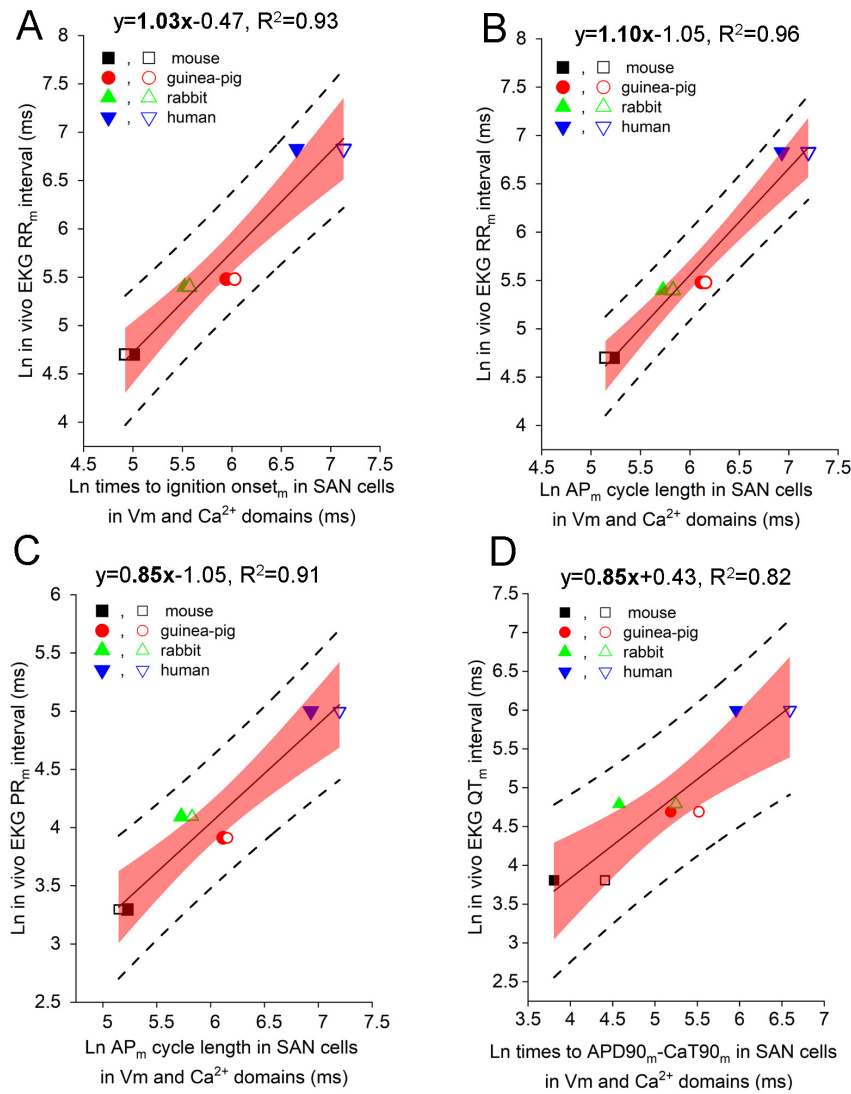 A
y=1.03x-0.47, R²=0.93
8
7.5
7
6.5
6
5.5
5
4.5
4
4.5 5 5.5 6 6.5 7 7.5
, mouse
, guinea-pig
, rabbit
, human
Ln in vivo EKG RRm interval (ms)
Ln times to ignition onsetm in SAN cells
in Vm and Ca²⁺ domains (ms)
B
y=1.10x-1.05, R²=0.96
8
7.5
7
6.5
6
5.5
5
4.5
4
4.5 5 5.5 6 6.5 7 7.5
, mouse
, guinea-pig
, rabbit
, human
Ln in vivo EKG RRm interval (ms)
Ln APm cycle length in SAN cells
in Vm and Ca²⁺ domains (ms)
C
y=0.85x-1.05, R²=0.91
6
5.5
5
4.5
4
3.5
3
2.5
5 5.5 6 6.5 7 7.5
, mouse
, guinea-pig
, rabbit
, human
Ln in vivo EKG PRm interval (ms)
Ln APm cycle length in SAN cells
in Vm and Ca²⁺ domains (ms)
D
y=0.85x+0.43, R²=0.82
7.5
7
6.5
6
5.5
5
4.5
4
3.5
3
2.5
3.5 4 4.5 5 5.5 6 6.5 7
, mouse
, guinea-pig
, rabbit
, human
Ln in vivo EKG QTm interval (ms)
Ln times to APD90m-CaT90m in SAN cells
in Vm and Ca²⁺ domains (ms)